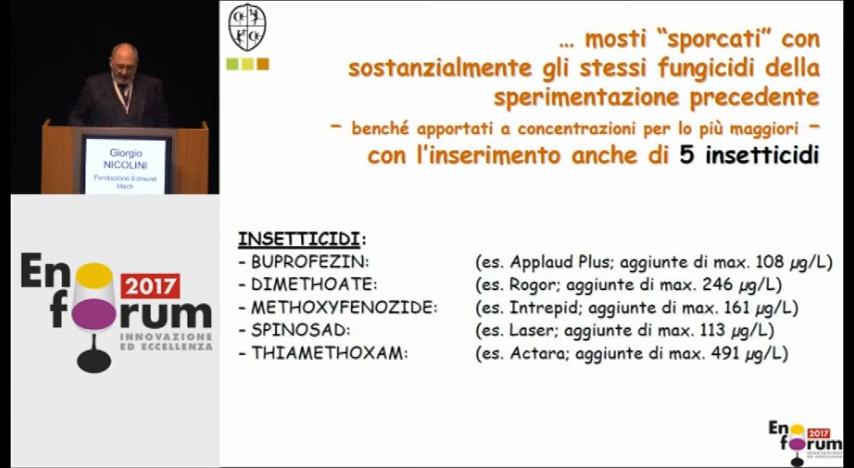 Giorgio
NICOLINI
Fondazione Edmund
Mach
… mosti “sporcati” con
sostanzialmente gli stessi fungicidi della
sperimentazione precedente
– benché apportati a concentrazioni per lo più maggiori –
con l’inserimento anche di 5 insetticidi
INSETTICIDI:
- BUPROFEZIN: (es. Applaud Plus; aggiunte di max. 108 µg/L)
- DIMETHOATE: (es. Rogor; aggiunte di max. 246 µg/L)
- METHOXYFENOZIDE: (es. Intrepid; aggiunte di max. 161 µg/L)
- SPINOSAD: (es. Laser; aggiunte di max. 113 µg/L)
- THIAMETHOXAM: (es. Actara; aggiunte di max. 491 µg/L)
En 2017
forum
INNOVAZIONE
ED ECCELLENZA
En 2017
forum